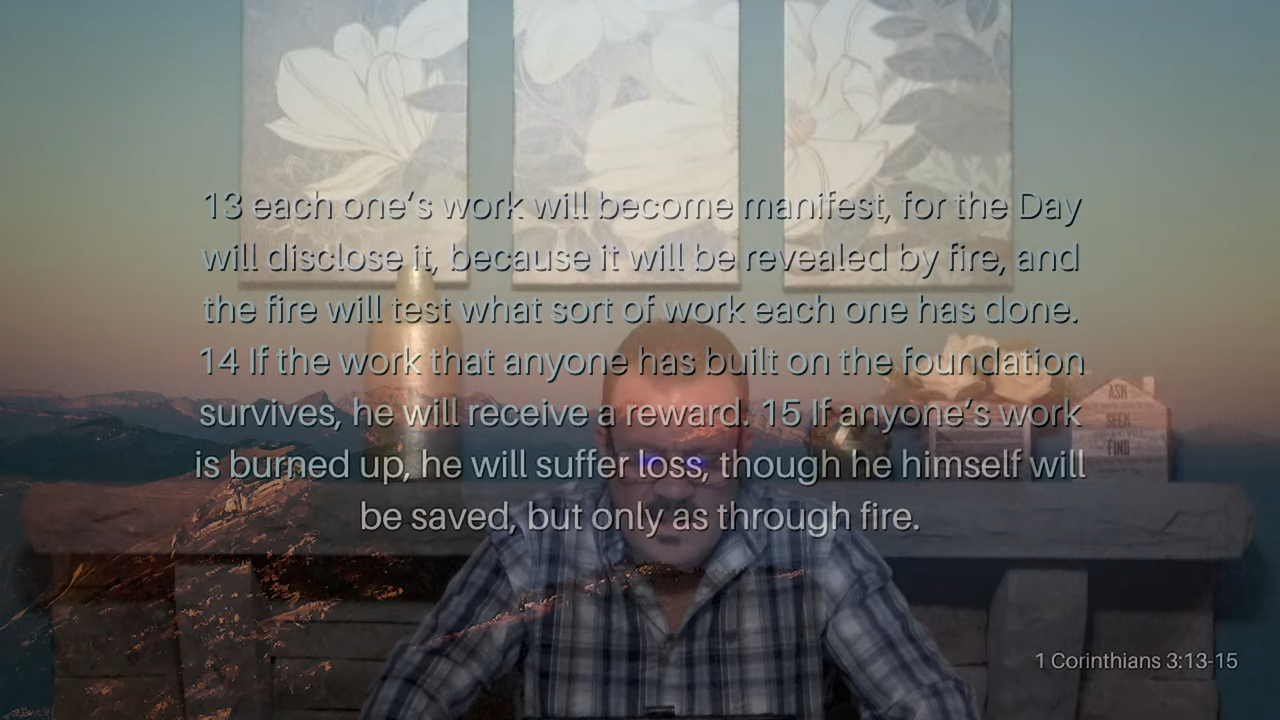 13 each one's work will become manifest, for the Day
will disclose it, because it will be revealed by fire, and
the fire will test what sort of work each one has done.
14 If the work that anyone has built on the foundation
survives, he will receive a reward. 15 If anyone's work
is burned up, he will suffer loss, though he himself will
be saved, but only as through fire.
ASK
SEEK
FIND
1 Corinthians 3:13-15